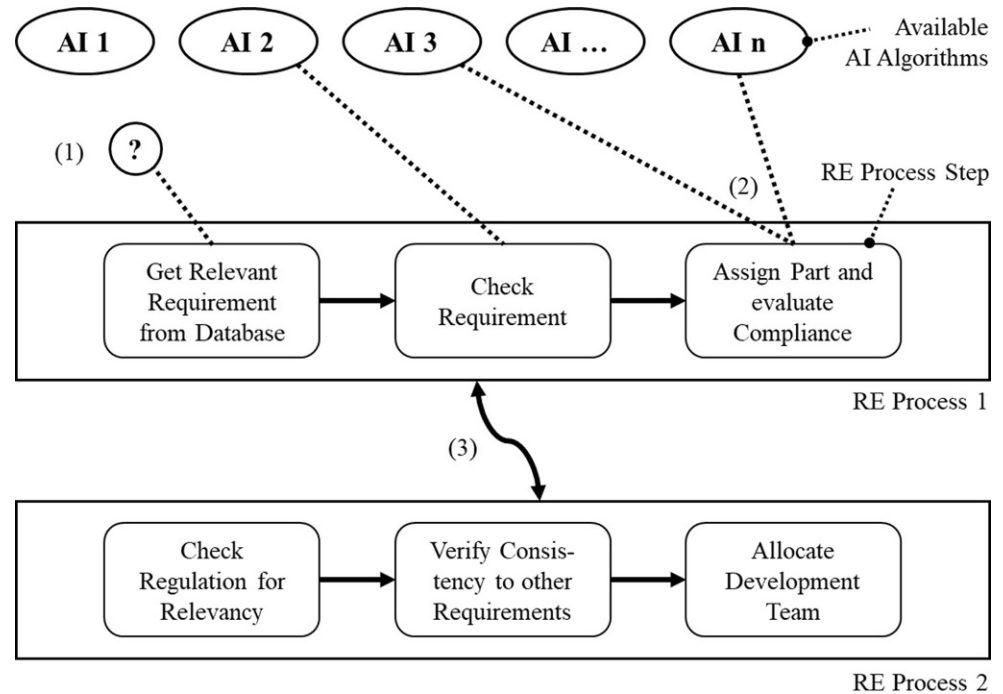 AI 1
AI 2
AI 3
AI …
AI n
Available
AI Algorithms
(1)
?
(2)
RE Process Step
Get Relevant
Requirement
from Database
Check
Requirement
Assign Part and
evaluate
Compliance
RE Process 1
(3)
Check
Regulation for
Relevancy
Verify Consis-
tency to other
Requirements
Allocate
Development
Team
RE Process 2